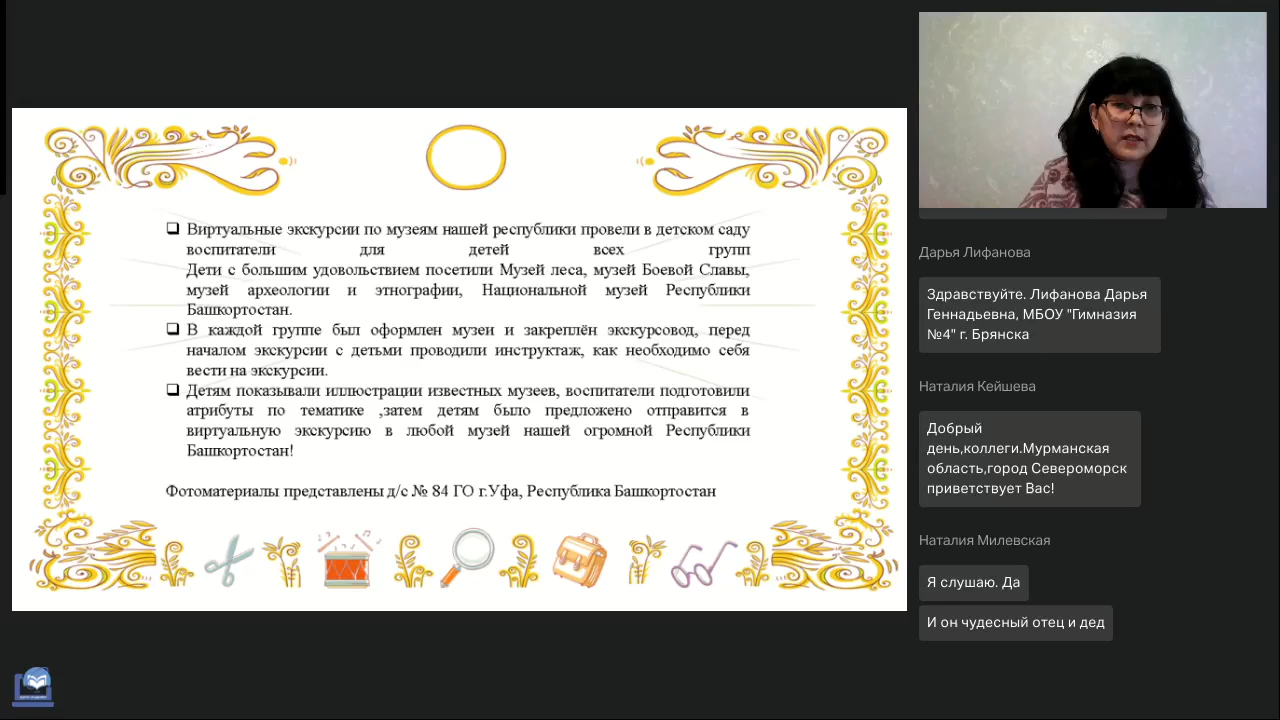 Виртуальные экскурсии по музеям нашей республики провели в детском саду
воспитатели для детей всех групп
Дети с большим удовольствием посетили Музей леса, музей Боевой Славы,
музей археологии и этнографии, Национальной музей Республики
Башкортостан.
В каждой группе был оформлен музеи и закреплён экскурсовод, перед
началом экскурсии с детьми проводили инструктаж, как необходимо себя
вести на экскурсии.
Детям показывали иллюстрации известных музеев, воспитатели подготовили
атрибуты по тематике ,затем детям было предложено отправится в
виртуальную экскурсию в любой музей нашей огромной Республики
Башкортостан!
Фотоматериалы представлены д/с № 84 ГО г.Уфа, Республика Башкортостан
Дарья Лифанова
Здравствуйте. Лифанова Дарья
Геннадьевна, МБОУ "Гимназия
№4" г. Брянска
Наталия Кейшева
Добрый
день,коллеги.Мурманская
область,город Североморск
приветствует Вас!
Наталия Милевская
Я слушаю. Да
И он чудесный отец и дед